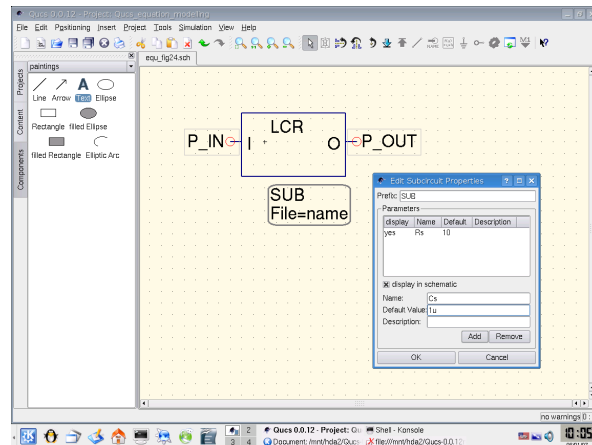 Qucs 0.0.12 - Project: Qucs_equation_modeling
File Edit Positioning Insert Project Tools Simulation View Help
paintings
equ_fig24.sch
Projects
Content
Components
Line Arrow Text Ellipse
Rectangle filled Ellipse
filled Rectangle Elliptic Arc
LCR
P_IN I O P_OUT
SUB
File=name
Edit Subcircuit Properties
Prefix: SUB
Parameters
display Name Default Description
yes Rs 10
display in schematic
Name: Cs
Default Value: 1u
Description:
Add Remove
OK Cancel
no warnings 0 :
2 Qucs 0.0.12 - Project: Qu Shell - Konsole
3 4 Document: /mnt/hda2/Qucs- file:///mnt/hda2/Qucs-0.0.12
10:05